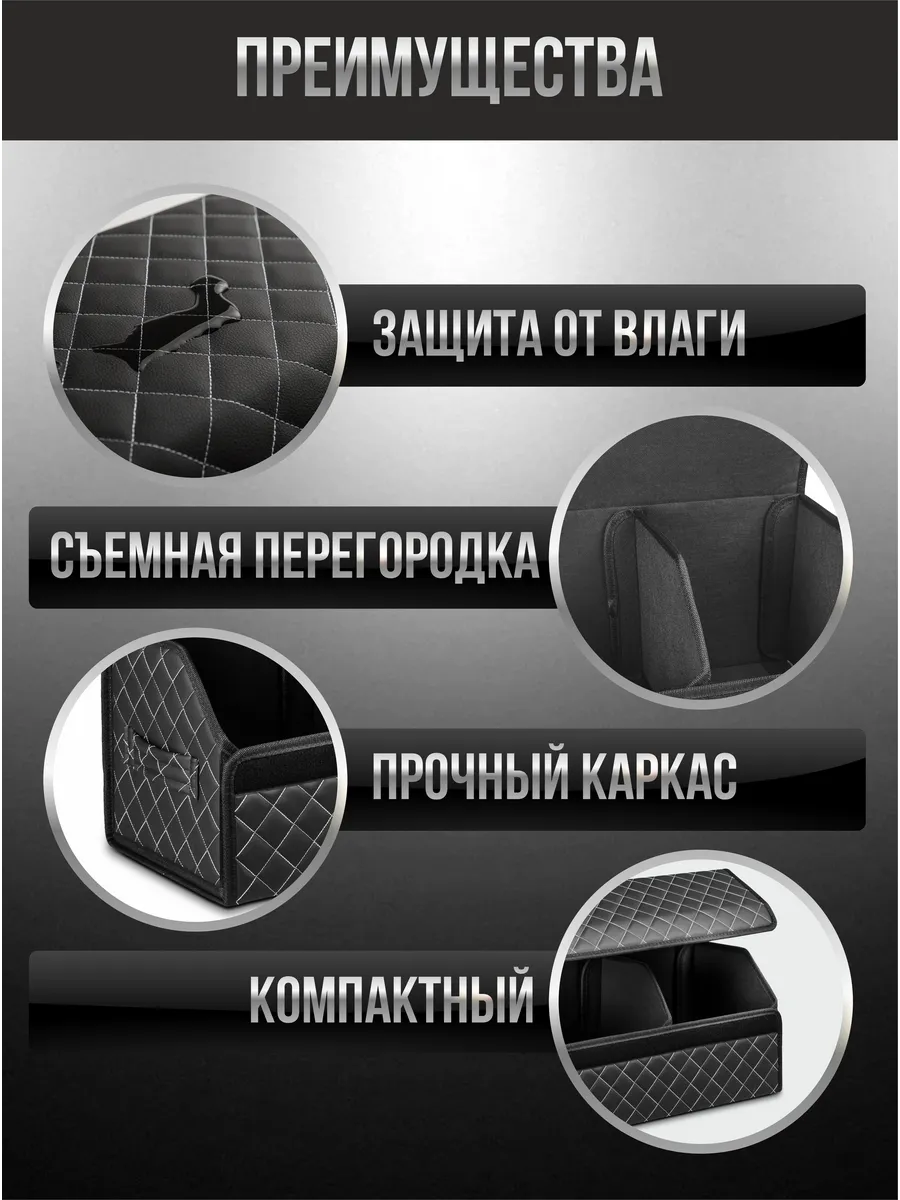 ПРЕИМУЩЕСТВА
ЗАЩИТА ОТ ВЛАГИ
СЪЕМНАЯ ПЕРЕГОРОДКА
ПРОЧНЫЙ КАРКАС
КОМПАКТНЫЙ